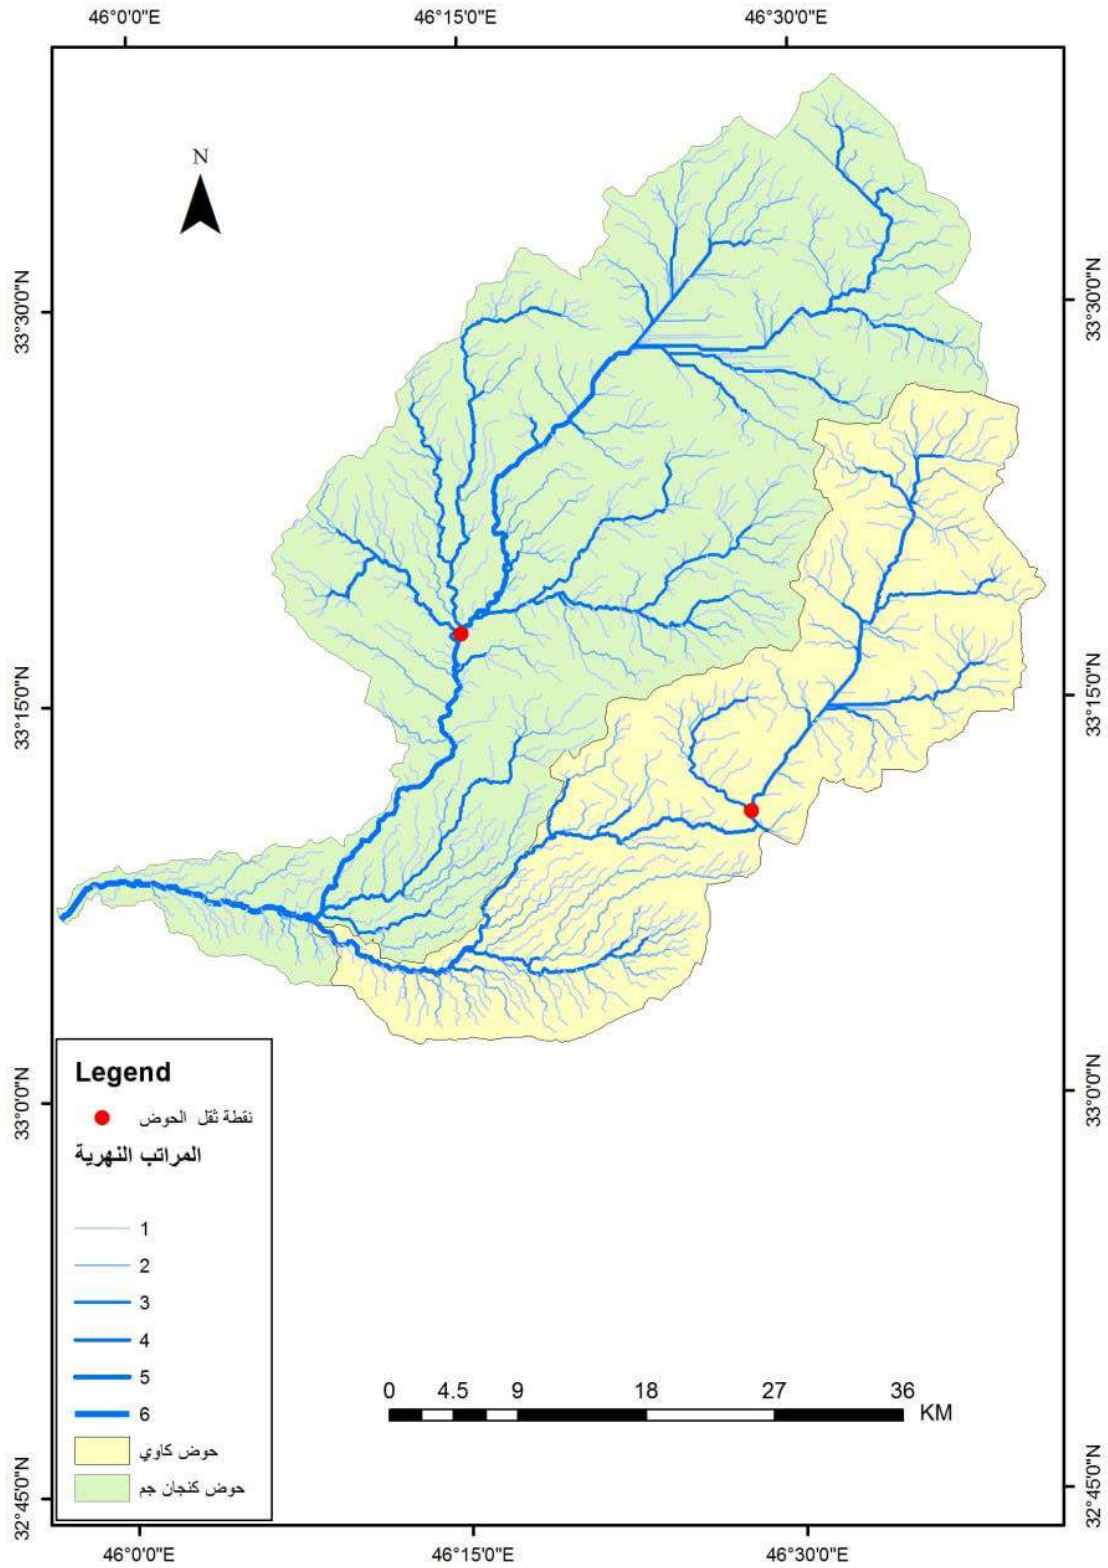 46°0'0"E
46°15'0"E
46°30'0"E
N
33°30'0"N
33°30'0"N
33°15'0"N
33°15'0"N
33°0'0"N
33°0'0"N
32°45'0"N
32°45'0"N
Legend
نقطة ثقل الحوض
المراتب النهرية
1
2
3
4
5
6
حوض كاوي
حوض كنجان جم
0 4.5 9 18 27 36
KM
46°0'0"E
46°15'0"E
46°30'0"E